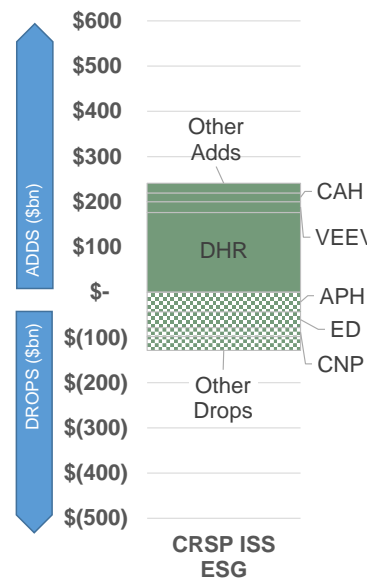 $600
$500
$400
$300
$200
$100
$-
$(100)
$(200)
$(300)
$(400)
$(500)
ADDS ($bn)
DROPS ($bn)
Other
Adds
CAH
VEEV
DHR
APH
ED
CNP
Other
Drops
CRSP ISS
ESG